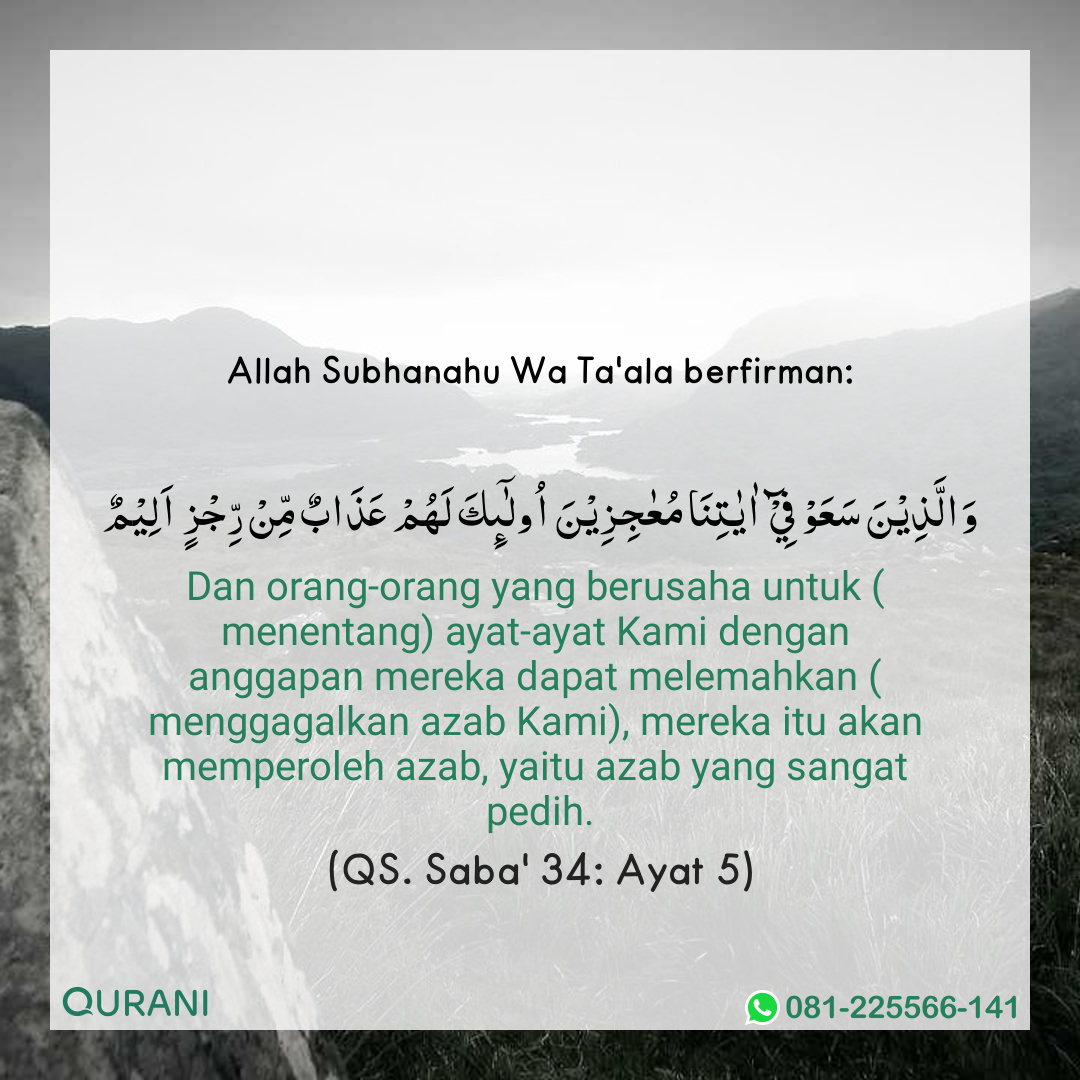 Allah Subhanahu Wa Ta'ala berfirman:
وَالَّذِيْنَ سَعَوْ فِيْۤ اٰيٰتِنَا مُعٰجِزِيْنَ اُولٰٓئِكَ لَهُمْ عَذَابٌ مِّنْ رِّجْزٍ اَلِيْمٌ
Dan orang-orang yang berusaha untuk (
menentang) ayat-ayat Kami dengan
anggapan mereka dapat melemahkan (
menggagalkan azab Kami), mereka itu akan
memperoleh azab, yaitu azab yang sangat
pedih.
(QS. Saba' 34: Ayat 5)
QURANI
081-225566-141